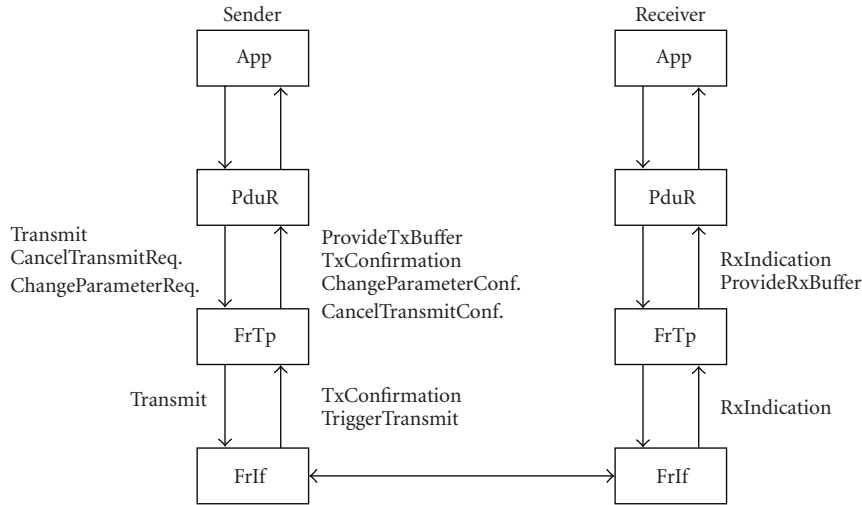 Sender
Receiver
App
App
PduR
PduR
Transmit
CancelTransmitReq.
ChangeParameterReq.
ProvideTxBuffer
TxConfirmation
ChangeParameterConf.
CancelTransmitConf.
RxIndication
ProvideRxBuffer
FrTp
FrTp
Transmit
TxConfirmation
TriggerTransmit
RxIndication
FrIf
FrIf